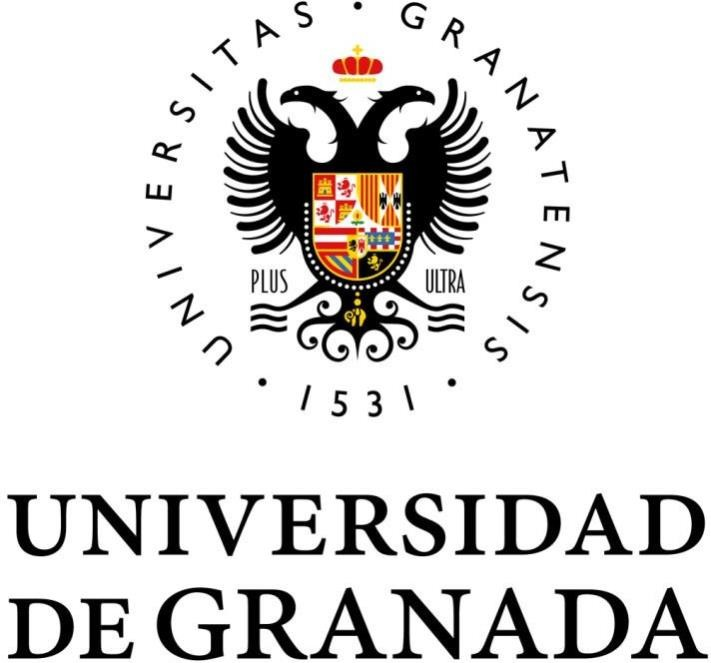 UNIVERSITAS · GRANATENSIS
PLUS ULTRA
· 1531 ·
UNIVERSIDAD
DE GRANADA